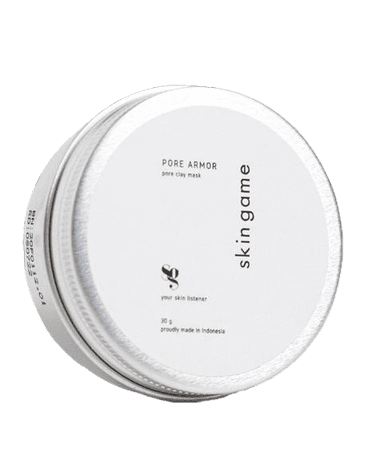 PORE ARMOR
pore clay mask
skin game
your skin listener
30 g
proudly made in Indonesia